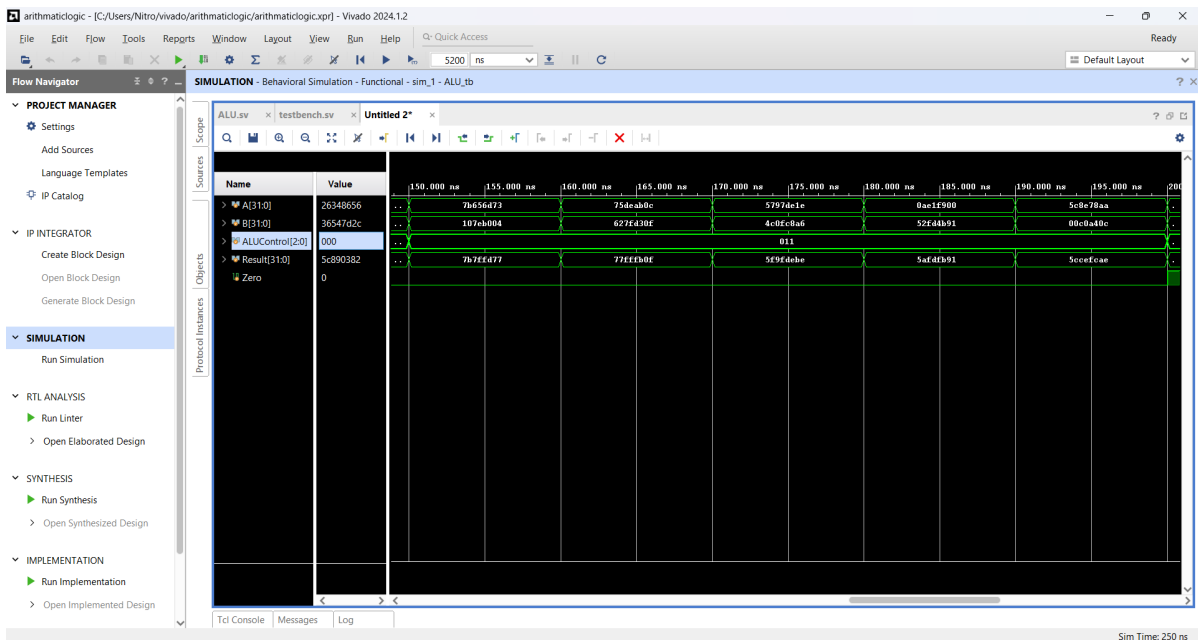 arithmaticlogic - [C:/Users/Nitro/vivado/arithmaticlogic/arithmaticlogic.xpr] - Vivado 2024.1.2
File Edit Flow Tools Reports Window Layout View Run Help Q- Quick Access
Ready
5200 ns
Default Layout
Flow Navigator
SIMULATION - Behavioral Simulation - Functional - sim_1 - ALU_tb
PROJECT MANAGER
Settings
Add Sources
Language Templates
IP Catalog
IP INTEGRATOR
Create Block Design
Open Block Design
Generate Block Design
SIMULATION
Run Simulation
RTL ANALYSIS
Run Linter
Open Elaborated Design
SYNTHESIS
Run Synthesis
Open Synthesized Design
IMPLEMENTATION
Run Implementation
Open Implemented Design
Scope
Sources
Objects
Protocol Instances
ALU.sv testbench.sv Untitled 2*
Name Value
150.000 ns 155.000 ns 160.000 ns 165.000 ns 170.000 ns 175.000 ns 180.000 ns 185.000 ns 190.000 ns 195.000 ns 200
A[31:0] 26348656 .. 7b656d73 75deab0c 5797de1e 0ae1f900 5c8e78aa .
B[31:0] 36547d2c .. 107eb004 627fd30f 4c0fc8a6 52fd4b91 00c0a40c .
ALUControl[2:0] 000 .. 011 .
Result[31:0] 5c890382 .. 7b7ffd77 77fffb0f 5f9fdebe 5afdfb91 5ccefcae .
Zero 0
Tcl Console Messages Log
Sim Time: 250 ns